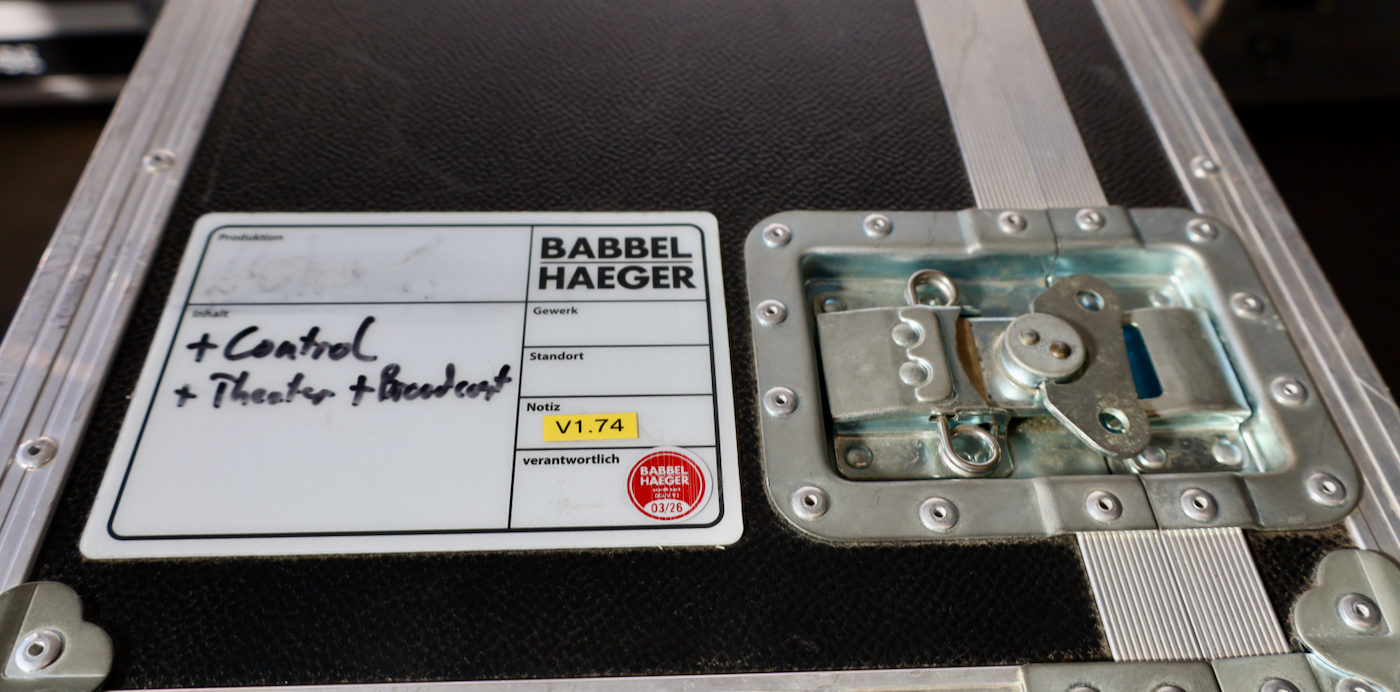 Produktion
BABBEL
HAEGER
Inhalt
+ Control
+ Theater + Broadcast
Gewerk
Standort
Notiz
V1.74
verantwortlich
BABBEL
HAEGER
03/26